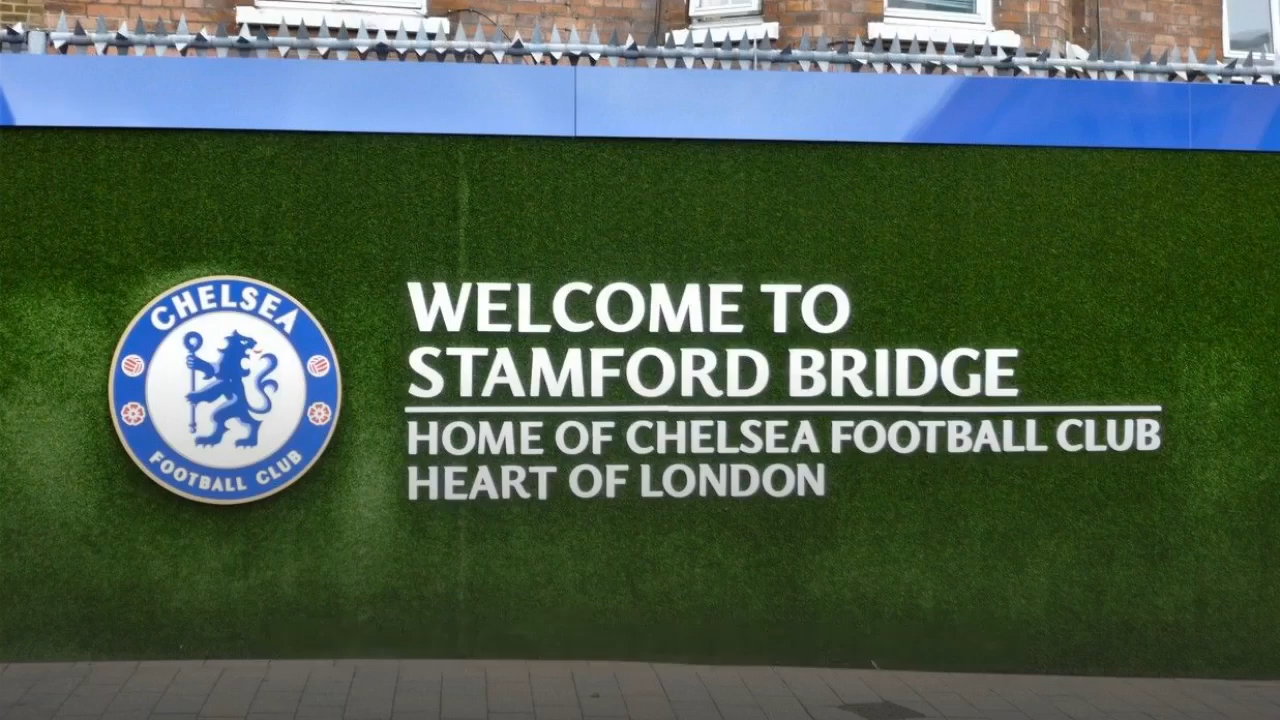 CHELSEA
FOOTBALL CLUB
WELCOME TO
STAMFORD BRIDGE
HOME OF CHELSEA FOOTBALL CLUB
HEART OF LONDON